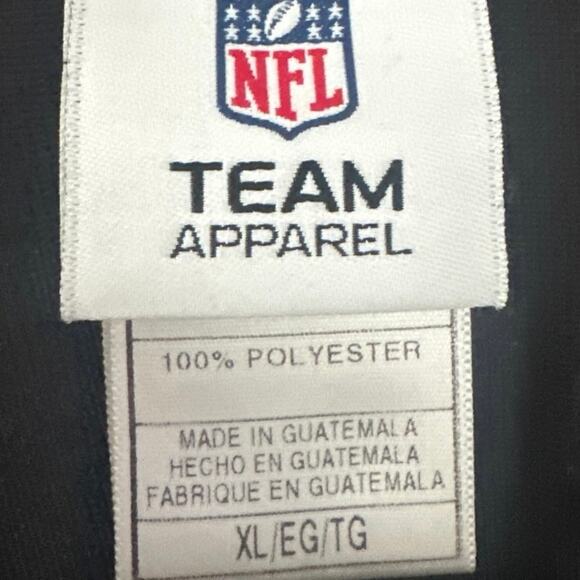 NFL
TEAM
APPAREL
100% POLYESTER
MADE IN GUATEMALA
HECHO EN GUATEMALA
FABRIQUE EN GUATEMALA
XL/EG/TG